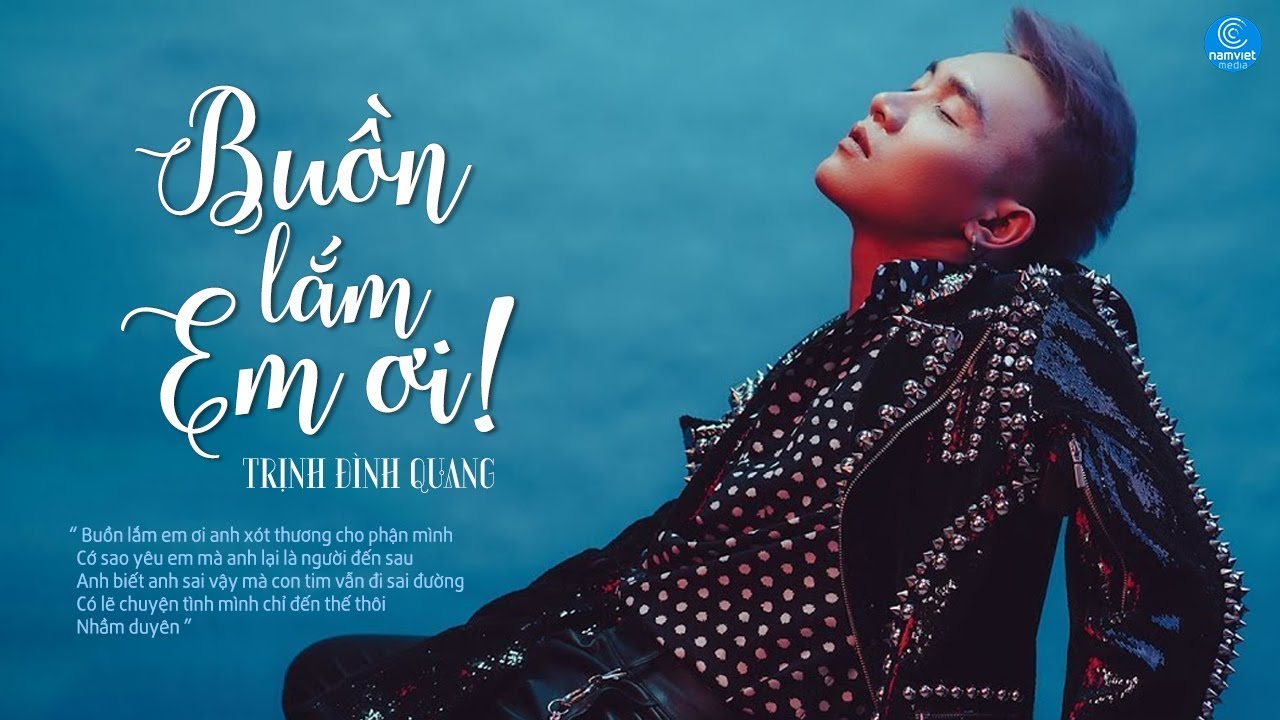 Buồn
lắm
Em ơi!
TRỊNH ĐÌNH QUANG
“ Buồn lắm em ơi anh xót thương cho phận mình
Cớ sao yêu em mà anh lại là người đến sau
Anh biết anh sai vậy mà con tim vẫn đi sai đường
Có lẽ chuyện tình mình chỉ đến thế thôi
Nhầm duyên ”
namviet
media